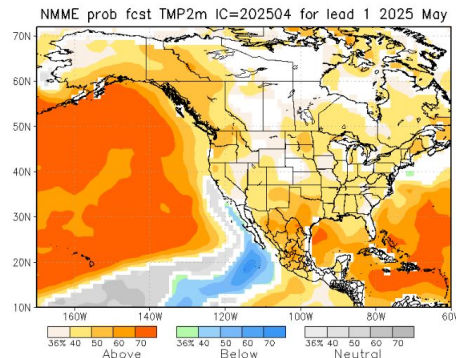 NMME prob fcst TMP2m IC=202504 for lead 1 2025 May
70N
60N
50N
40N
30N
20N
10N
160W 140W 120W 100W 80W 60W
36% 40 50 60 70 36% 40 50 60 70 36% 40 50 60 70
Above Below Neutral